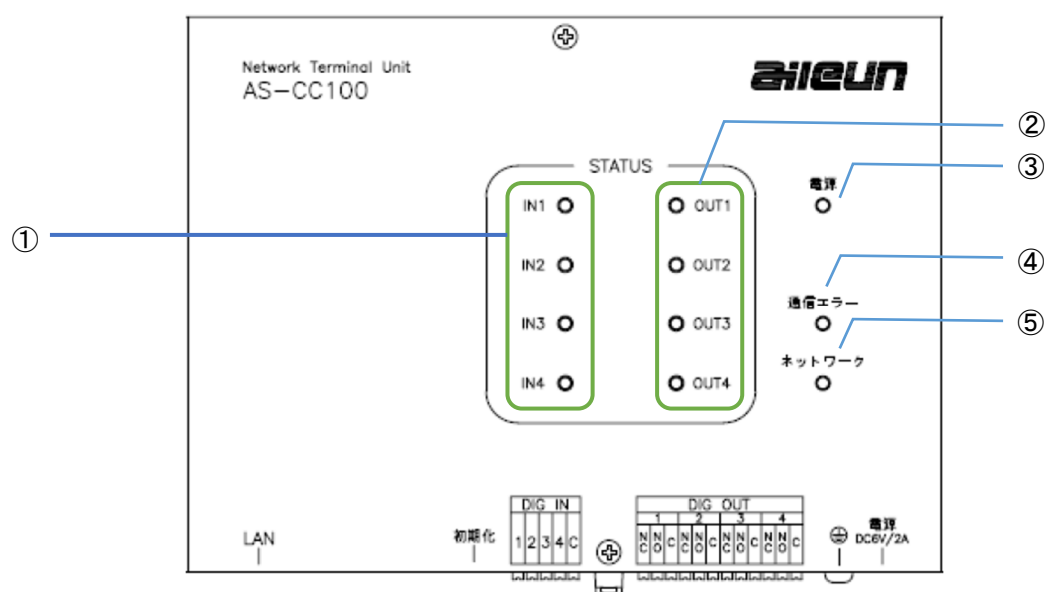 Network Terminal Unit
AS-CC100
aileun
②
STATUS
③
電源
IN1
OUT1
①
IN2
OUT2
④
通信エラー
IN3
OUT3
⑤
ネットワーク
IN4
OUT4
DIG IN
DIG OUT
1 2 3 4
LAN
初期化
1 2 3 4 C
NC NO C NC NO C NC NO C NC NO C
電源
DC6V/2A